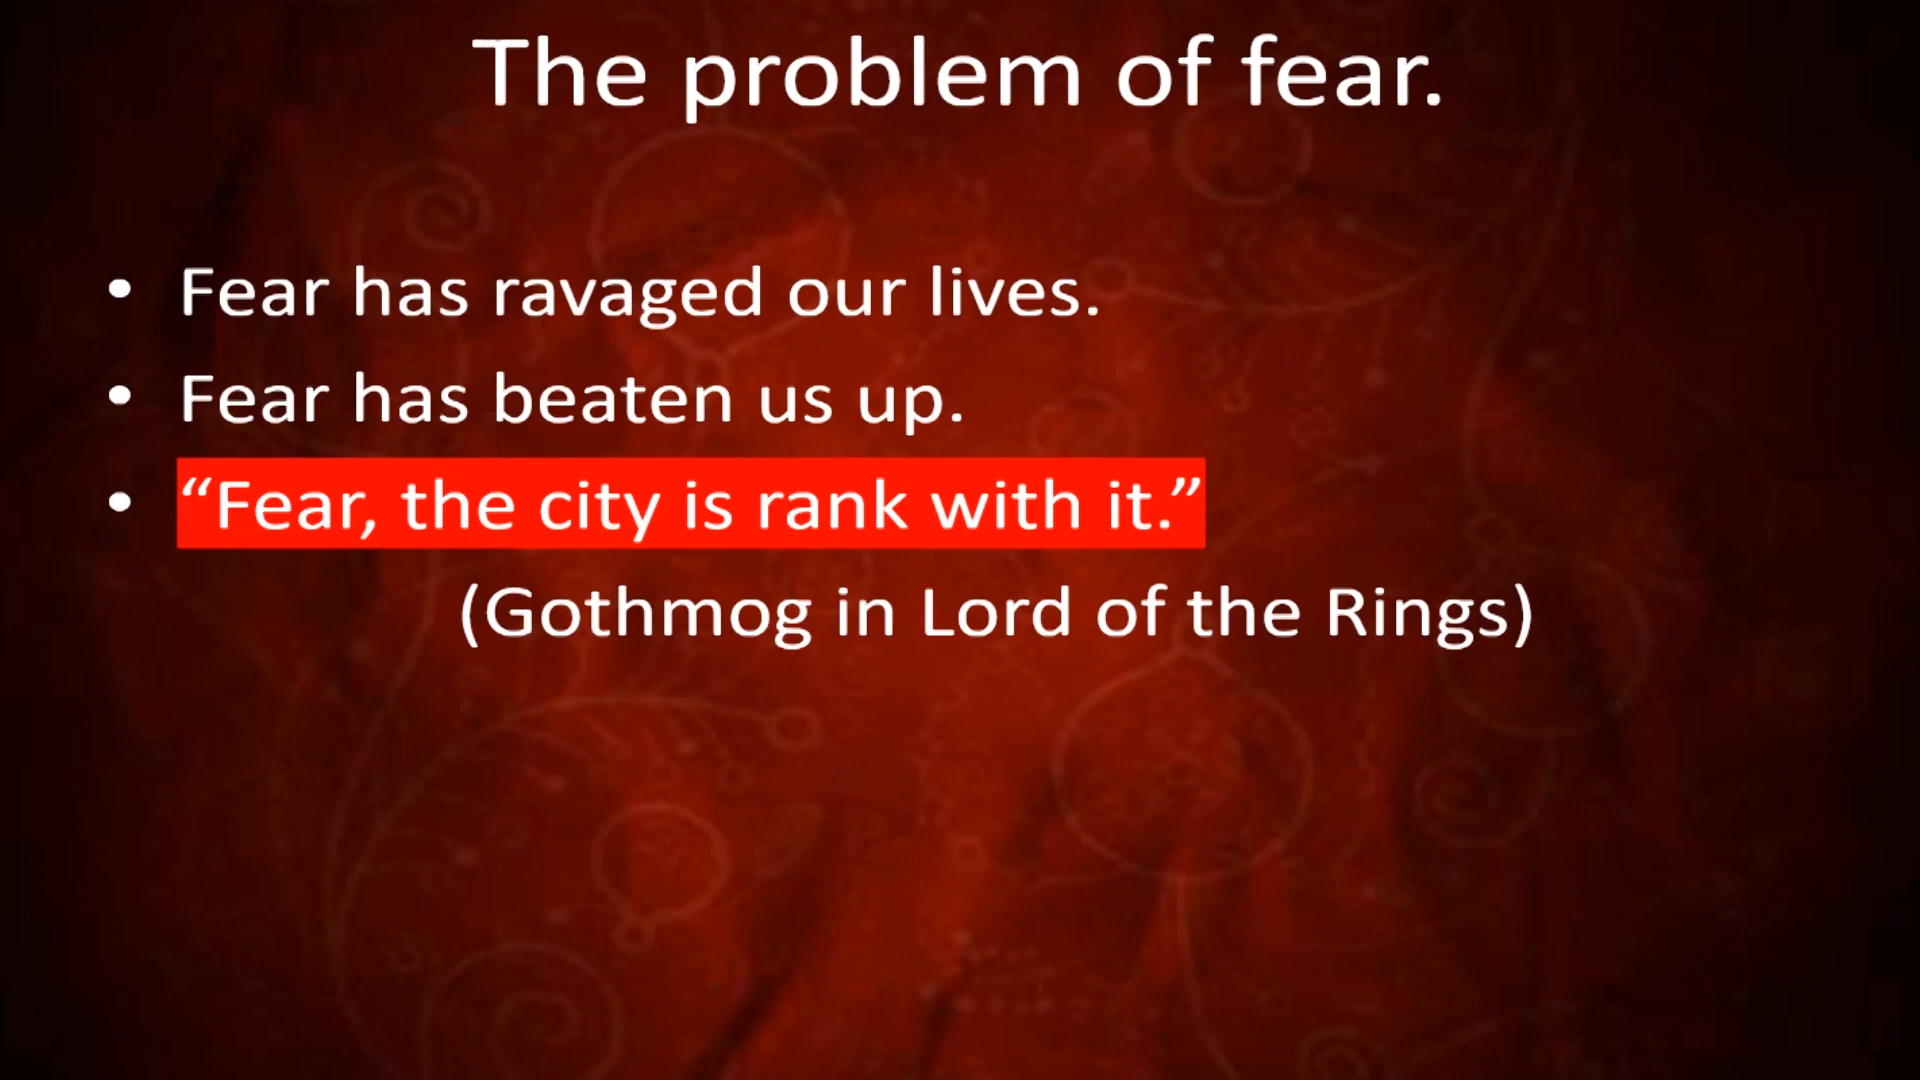 The problem of fear.
• Fear has ravaged our lives.
• Fear has beaten us up.
• “Fear, the city is rank with it.”
(Gothmog in Lord of the Rings)